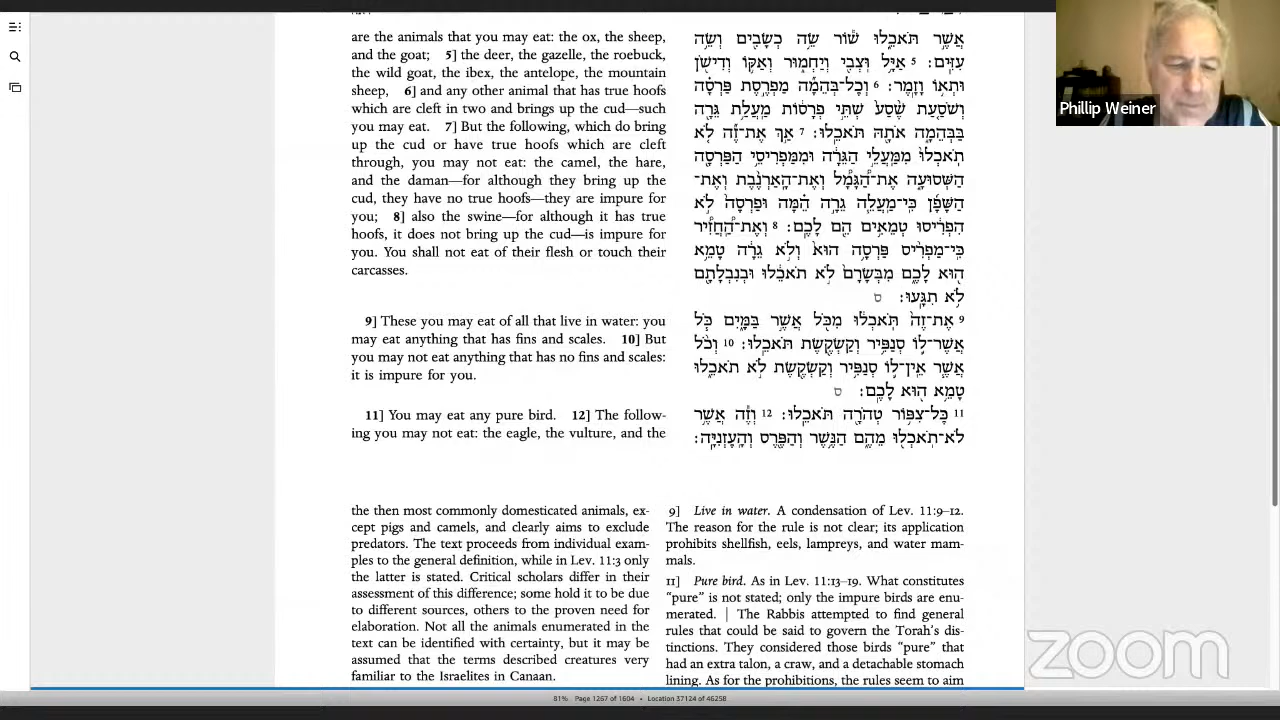 are the animals that you may eat: the ox, the sheep,
and the goat; 5] the deer, the gazelle, the roebuck,
the wild goat, the ibex, the antelope, the mountain
sheep, 6] and any other animal that has true hoofs
which are cleft in two and brings up the cud—such
you may eat. 7] But the following, which do bring
up the cud or have true hoofs which are cleft
through, you may not eat: the camel, the hare,
and the daman—for although they bring up the
cud, they have no true hoofs—they are impure for
you; 8] also the swine—for although it has true
hoofs, it does not bring up the cud—is impure for
you. You shall not eat of their flesh or touch their
carcasses.
9] These you may eat of all that live in water: you
may eat anything that has fins and scales. 10] But
you may not eat anything that has no fins and scales:
it is impure for you.
11] You may eat any pure bird. 12] The follow-
ing you may not eat: the eagle, the vulture, and the
אֲשֶׁר תֹּאכֵלוּ שׁוֹר שֵׂה כְשָׂבִים וְשֵׂה
עִזִּים: 5 אַיָּל וּצְבִי וְיַחְמוּר וְאַקּוֹ וְדִישֹׁן
וּתְאוֹ וָזָמֶר: 6 וְכׇל־בְּהֵמָה מַפְרֶסֶת פַּרְסָה
וְשֹׁסַעַת שֶׁסַע שְׁתֵּי פְרָסוֹת מַעֲלַת גֵּרָה
בַּבְּהֵמָה אֹתָהּ תֹּאכֵלוּ: 7 אַךְ אֶת־זֶה לֹא
תֹאכְלוּ מִמַּעֲלֵי הַגֵּרָה וּמִמַּפְרִיסֵי הַפַּרְסָה
הַשְּׁסוּעָה אֶת־הַגָּמָל וְאֶת־הָאַרְנֶבֶת וְאֶת־
הַשָּׁפָן כִּי־מַעֲלֵה גֵרָה הֵמָּה וּפַרְסָה לֹא
הִפְרִיסוּ טְמֵאִים הֵם לָכֶם: 8 וְאֶת־הַחֲזִיר
כִּי־מַפְרִיס פַּרְסָה הוּא וְלֹא גֵרָה טָמֵא
הוּא לָכֶם מִבְּשָׂרָם לֹא תֹאכֵלוּ וּבְנִבְלָתָם
לֹא תִגָּעוּ: ס
9 אֶת־זֶה תֹּאכְלוּ מִכֹּל אֲשֶׁר בַּמָּיִם כֹּל
אֲשֶׁר־לוֹ סְנַפִּיר וְקַשְׂקֶשֶׂת תֹּאכֵלוּ: 10 וְכֹל
אֲשֶׁר אֵין־לוֹ סְנַפִּיר וְקַשְׂקֶשֶׂת לֹא תֹאכֵלוּ
טָמֵא הוּא לָכֶם: ס
11 כׇּל־צִפּוֹר טְהֹרָה תֹּאכֵלוּ: 12 וְזֶה אֲשֶׁר
לֹא־תֹאכְלוּ מֵהֶם הַנֶּשֶׁר וְהַפֶּרֶס וְהָעׇזְנִיָּה:
the then most commonly domesticated animals, ex-
cept pigs and camels, and clearly aims to exclude
predators. The text proceeds from individual exam-
ples to the general definition, while in Lev. 11:3 only
the latter is stated. Critical scholars differ in their
assessment of this difference; some hold it to be due
to different sources, others to the proven need for
elaboration. Not all the animals enumerated in the
text can be identified with certainty, but it may be
assumed that the terms described creatures very
familiar to the Israelites in Canaan.
9] Live in water. A condensation of Lev. 11:9–12.
The reason for the rule is not clear; its application
prohibits shellfish, eels, lampreys, and water mam-
mals.
11] Pure bird. As in Lev. 11:13–19. What constitutes
"pure" is not stated; only the impure birds are enu-
merated. | The Rabbis attempted to find general
rules that could be said to govern the Torah's dis-
tinctions. They considered those birds "pure" that
had an extra talon, a craw, and a detachable stomach
lining. As for the prohibitions, the rules seem to aim
81% Page 1267 of 1604 • Location 37124 of 46258
Phillip Weiner
zoom